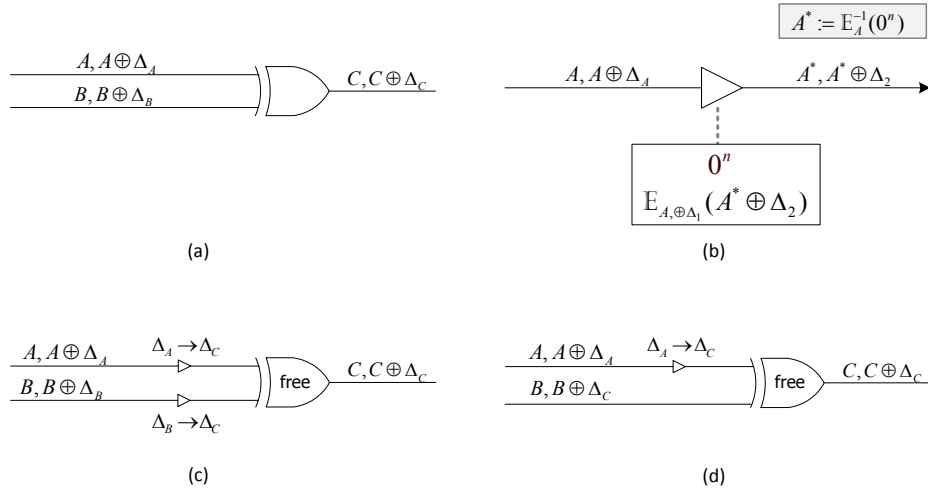 A* := 𝔼_A^{-1}(0^n)
A, A ⊕ Δ_A
B, B ⊕ Δ_B
C, C ⊕ Δ_C
A, A ⊕ Δ_A
A*, A* ⊕ Δ_2
0^n
𝔼_{A,⊕Δ_1}(A* ⊕ Δ_2)
(a)
(b)
A, A ⊕ Δ_A
Δ_A → Δ_C
B, B ⊕ Δ_B
Δ_B → Δ_C
free
C, C ⊕ Δ_C
A, A ⊕ Δ_A
Δ_A → Δ_C
B, B ⊕ Δ_C
free
C, C ⊕ Δ_C
(c)
(d)